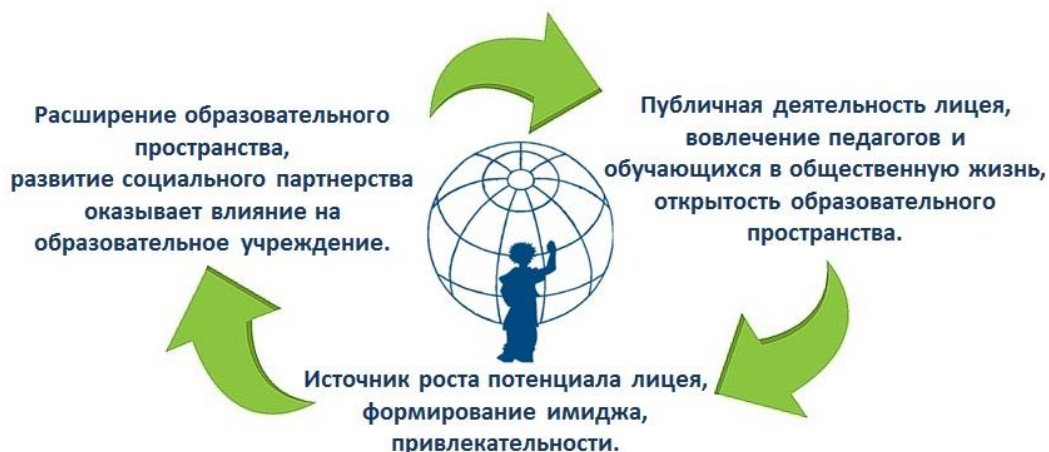 Расширение образовательного
пространства,
развитие социального партнерства
оказывает влияние на
образовательное учреждение.
Публичная деятельность лицея,
вовлечение педагогов и
обучающихся в общественную жизнь,
открытость образовательного
пространства.
Источник роста потенциала лицея,
формирование имиджа,
привлекательности.